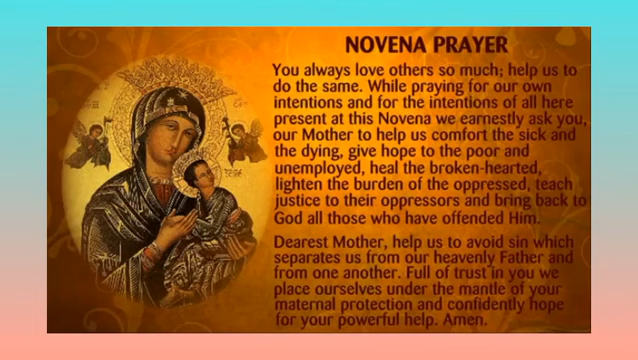 NOVENA PRAYER
You always love others so much; help us to
do the same. While praying for our own
intentions and for the intentions of all here
present at this Novena we earnestly ask you,
our Mother to help us comfort the sick and
the dying, give hope to the poor and
unemployed, heal the broken-hearted,
lighten the burden of the oppressed, teach
justice to their oppressors and bring back to
God all those who have offended Him.
Dearest Mother, help us to avoid sin which
separates us from our heavenly Father and
from one another. Full of trust in you we
place ourselves under the mantle of your
maternal protection and confidently hope
for your powerful help. Amen.